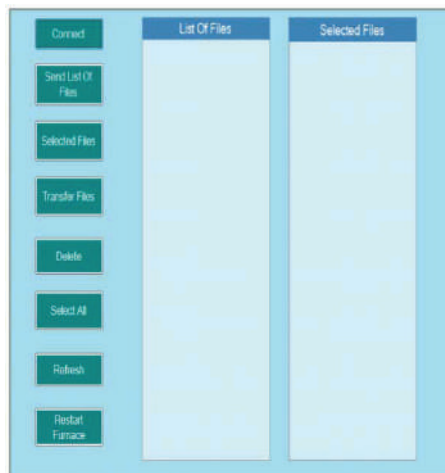 Connect
Send List Of
Files
Selected Files
Transfer Files
Delete
Select All
Refresh
Restart
Furnace
List Of Files
Selected Files